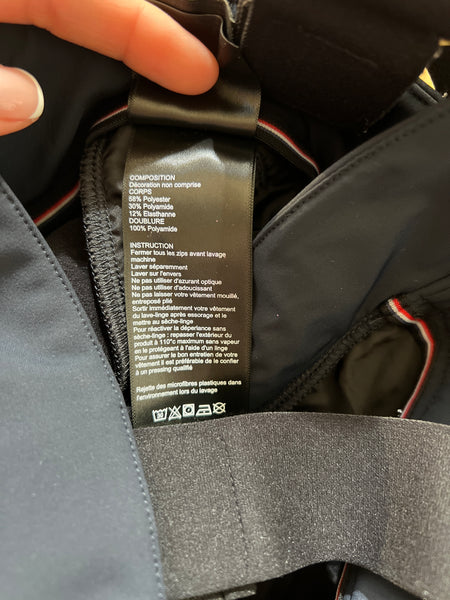 COMPOSITION
Décoration non comprise
CORPS
58% Polyester
30% Polyamide
12% Elasthanne
DOUBLURE
100% Polyamide
INSTRUCTION
Fermer tous les zips avant lavage
machine
Laver séparemment
Laver sur l'envers
Ne pas utiliser d'azurant optique
Ne pas utiliser d'adoucissant
Ne pas laisser votre vêtement mouillé,
entreposé plié
Sortir immédiatement votre vêtement
du lave-linge après essorage et le
mettre au sèche-linge
Pour réactiver la déperlance sans
sèche-linge : repasser l'extérieur du
produit à 110°c maximum sans vapeur
en le protégeant à l'aide d'un linge
Pour assurer le bon entretien de votre
vêtement il est préférable de le confier
à un pressing qualifié
Rejette des microfibres plastiques dans
l'environnement lors du lavage